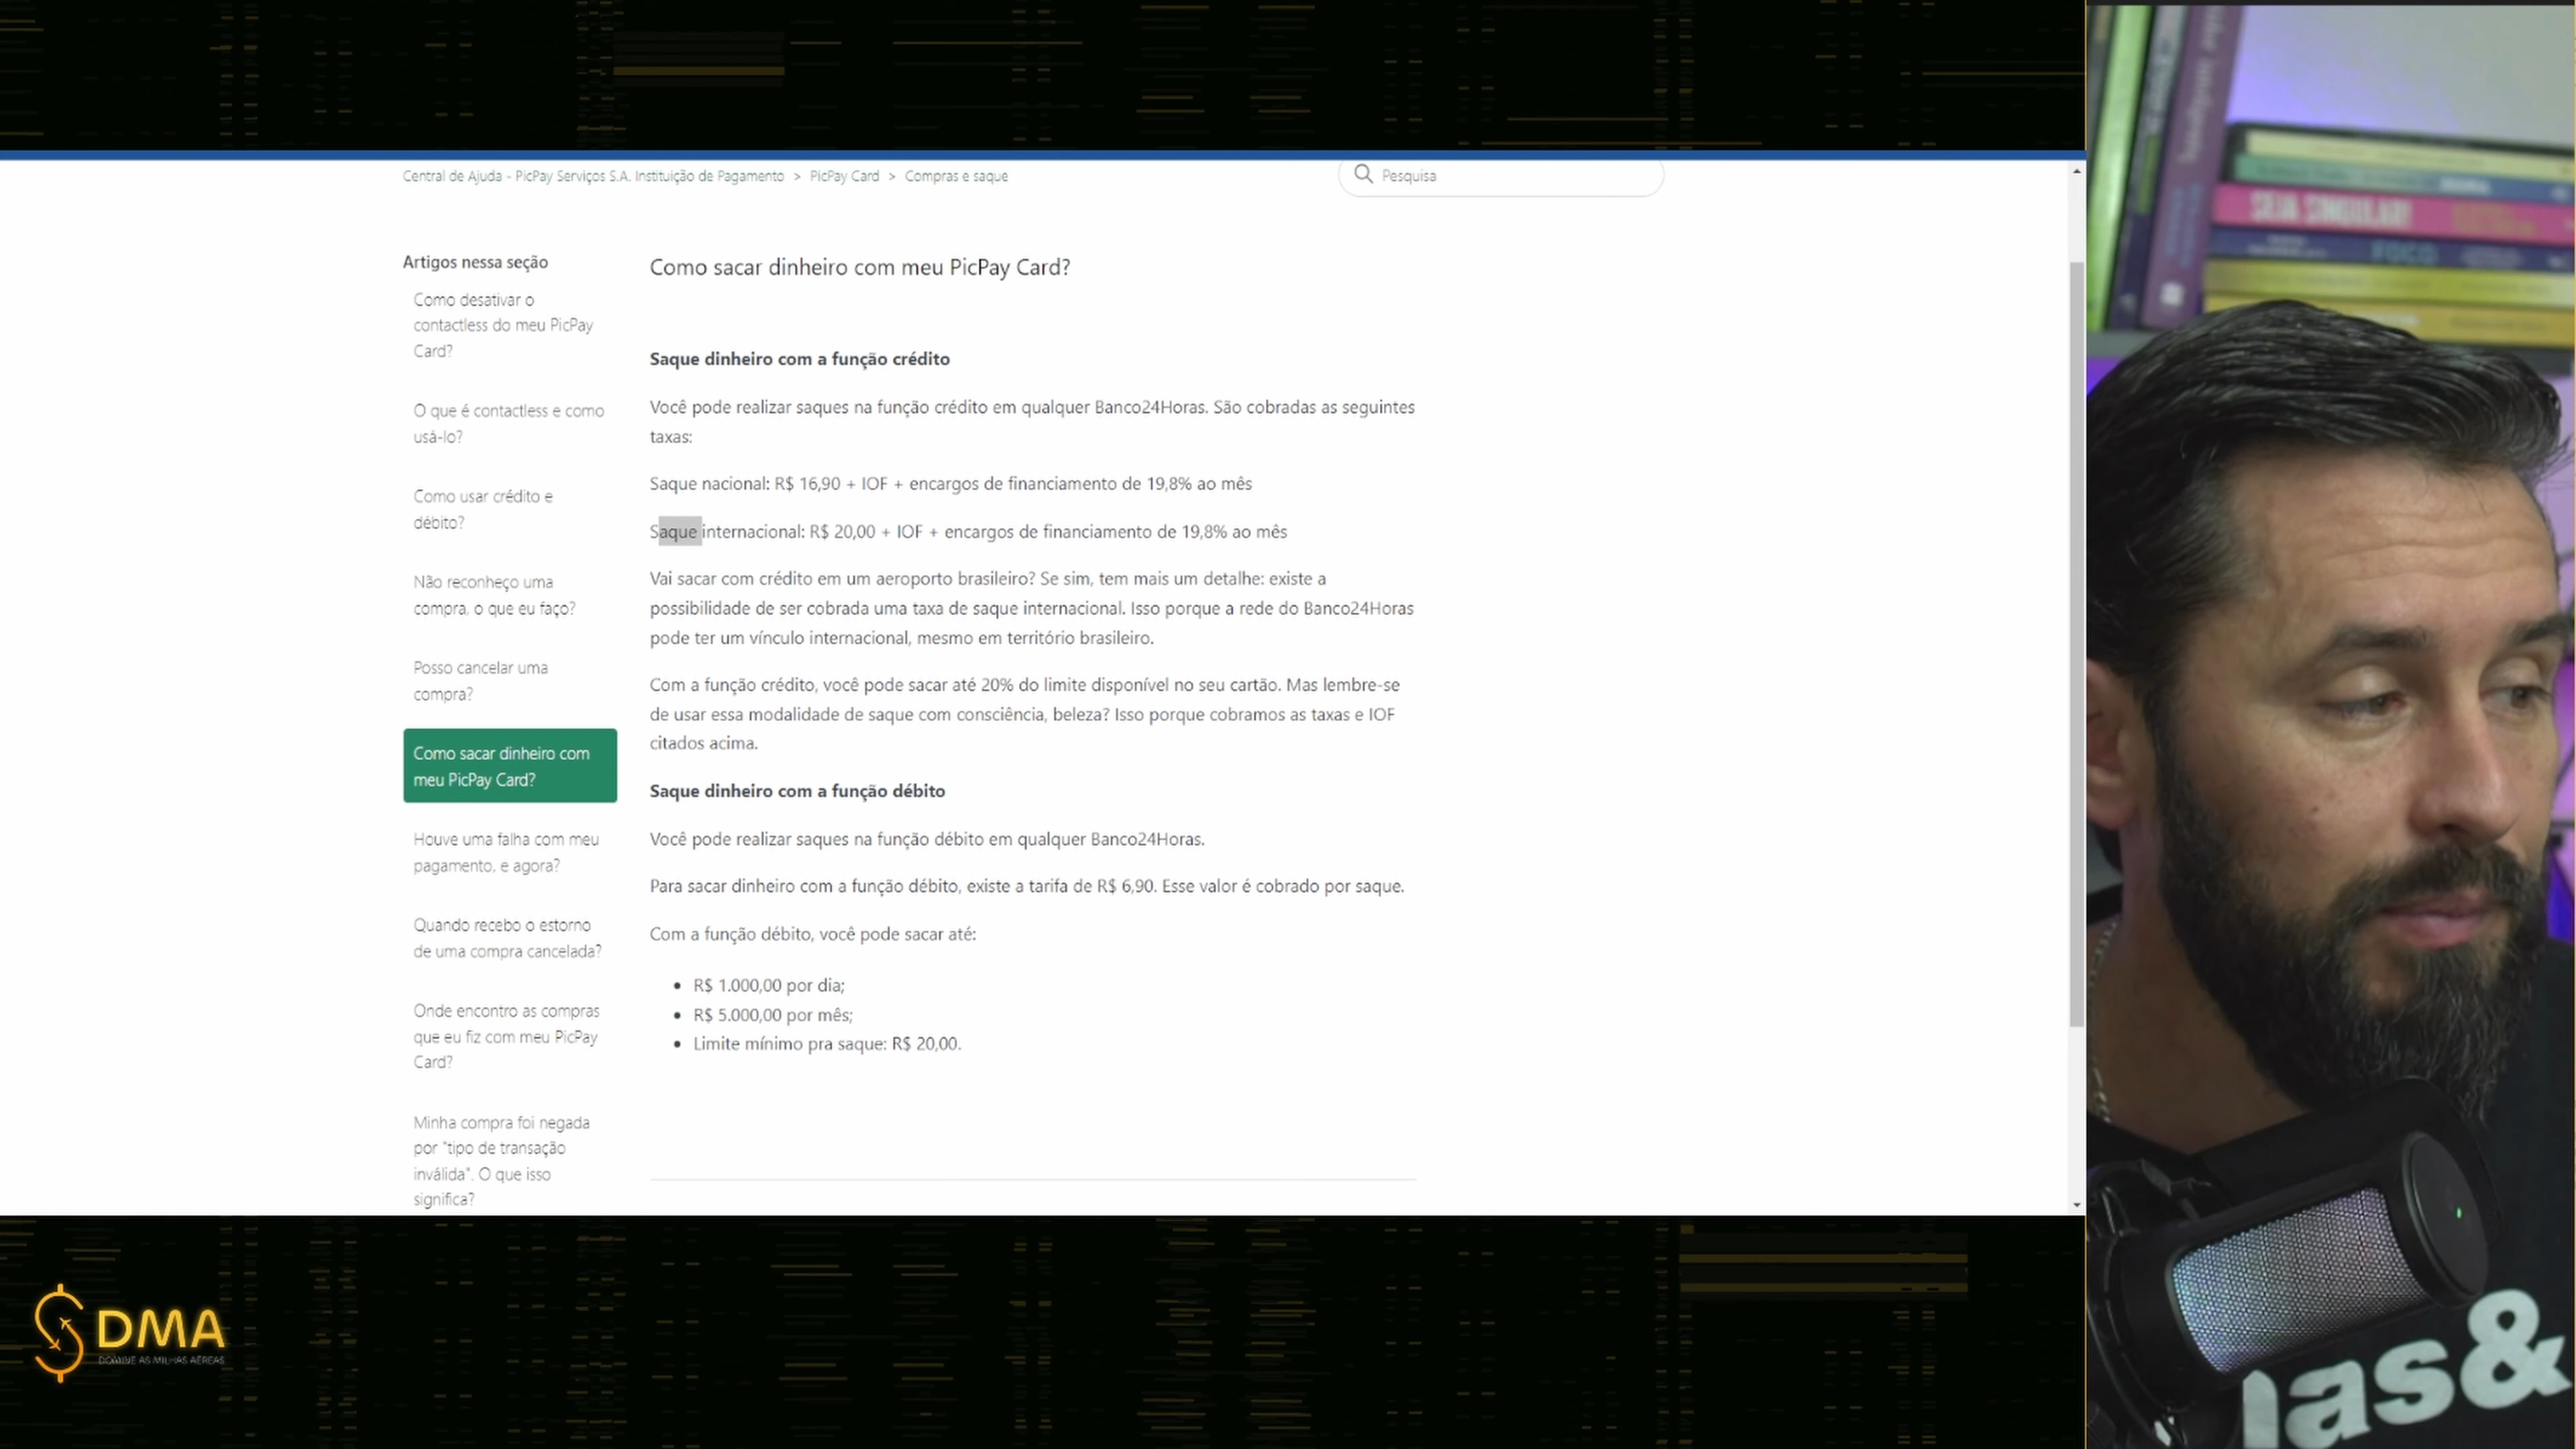 Central de Ajuda - PicPay Serviços S.A. Instituição de Pagamento > PicPay Card > Compras e saque
Pesquisa
Artigos nessa seção
Como desativar o
contactless do meu PicPay
Card?
O que é contactless e como
usá-lo?
Como usar crédito e
débito?
Não reconheço uma
compra, o que eu faço?
Posso cancelar uma
compra?
Como sacar dinheiro com
meu PicPay Card?
Houve uma falha com meu
pagamento, e agora?
Quando recebo o estorno
de uma compra cancelada?
Onde encontro as compras
que eu fiz com meu PicPay
Card?
Minha compra foi negada
por "tipo de transação
inválida". O que isso
significa?
Como sacar dinheiro com meu PicPay Card?
Saque dinheiro com a função crédito
Você pode realizar saques na função crédito em qualquer Banco24Horas. São cobradas as seguintes
taxas:
Saque nacional: R$ 16,90 + IOF + encargos de financiamento de 19,8% ao mês
Saque internacional: R$ 20,00 + IOF + encargos de financiamento de 19,8% ao mês
Vai sacar com crédito em um aeroporto brasileiro? Se sim, tem mais um detalhe: existe a
possibilidade de ser cobrada uma taxa de saque internacional. Isso porque a rede do Banco24Horas
pode ter um vínculo internacional, mesmo em território brasileiro.
Com a função crédito, você pode sacar até 20% do limite disponível no seu cartão. Mas lembre-se
de usar essa modalidade de saque com consciência, beleza? Isso porque cobramos as taxas e IOF
citados acima.
Saque dinheiro com a função débito
Você pode realizar saques na função débito em qualquer Banco24Horas.
Para sacar dinheiro com a função débito, existe a tarifa de R$ 6,90. Esse valor é cobrado por saque.
Com a função débito, você pode sacar até:
• R$ 1.000,00 por dia;
• R$ 5.000,00 por mês;
• Limite mínimo pra saque: R$ 20,00.
DMA
DOMINE AS MILHAS AÉREAS
SEJA SINGULAR!
FOCO
las&